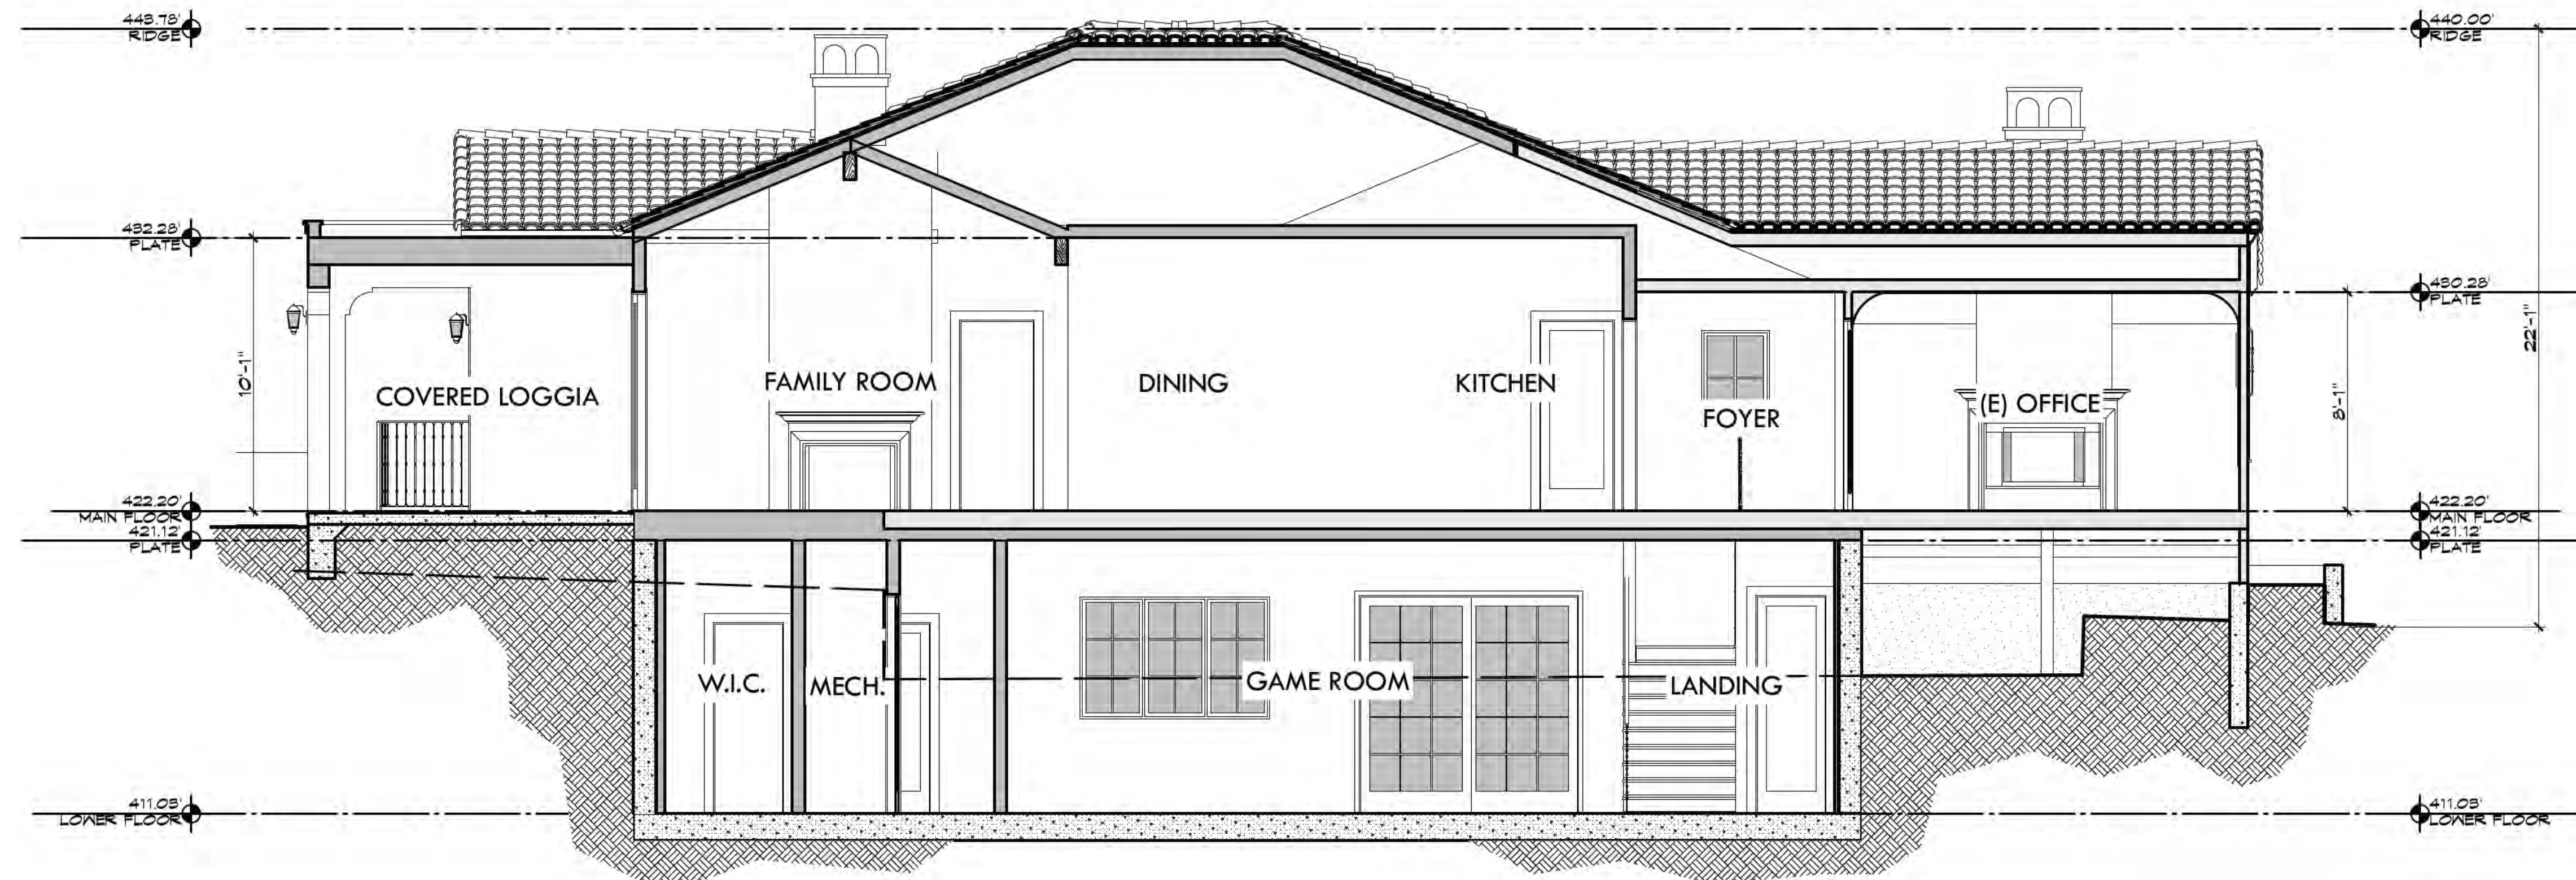 443.78'
RIDGE
440.00'
RIDGE
432.28'
PLATE
430.28'
PLATE
10'-1"
8'-1"
22'-1"
COVERED LOGGIA
FAMILY ROOM
DINING
KITCHEN
FOYER
(E) OFFICE
422.20'
MAIN FLOOR
421.12'
PLATE
422.20'
MAIN FLOOR
421.12'
PLATE
W.I.C.
MECH.
GAME ROOM
LANDING
411.03'
LOWER FLOOR
411.03'
LOWER FLOOR